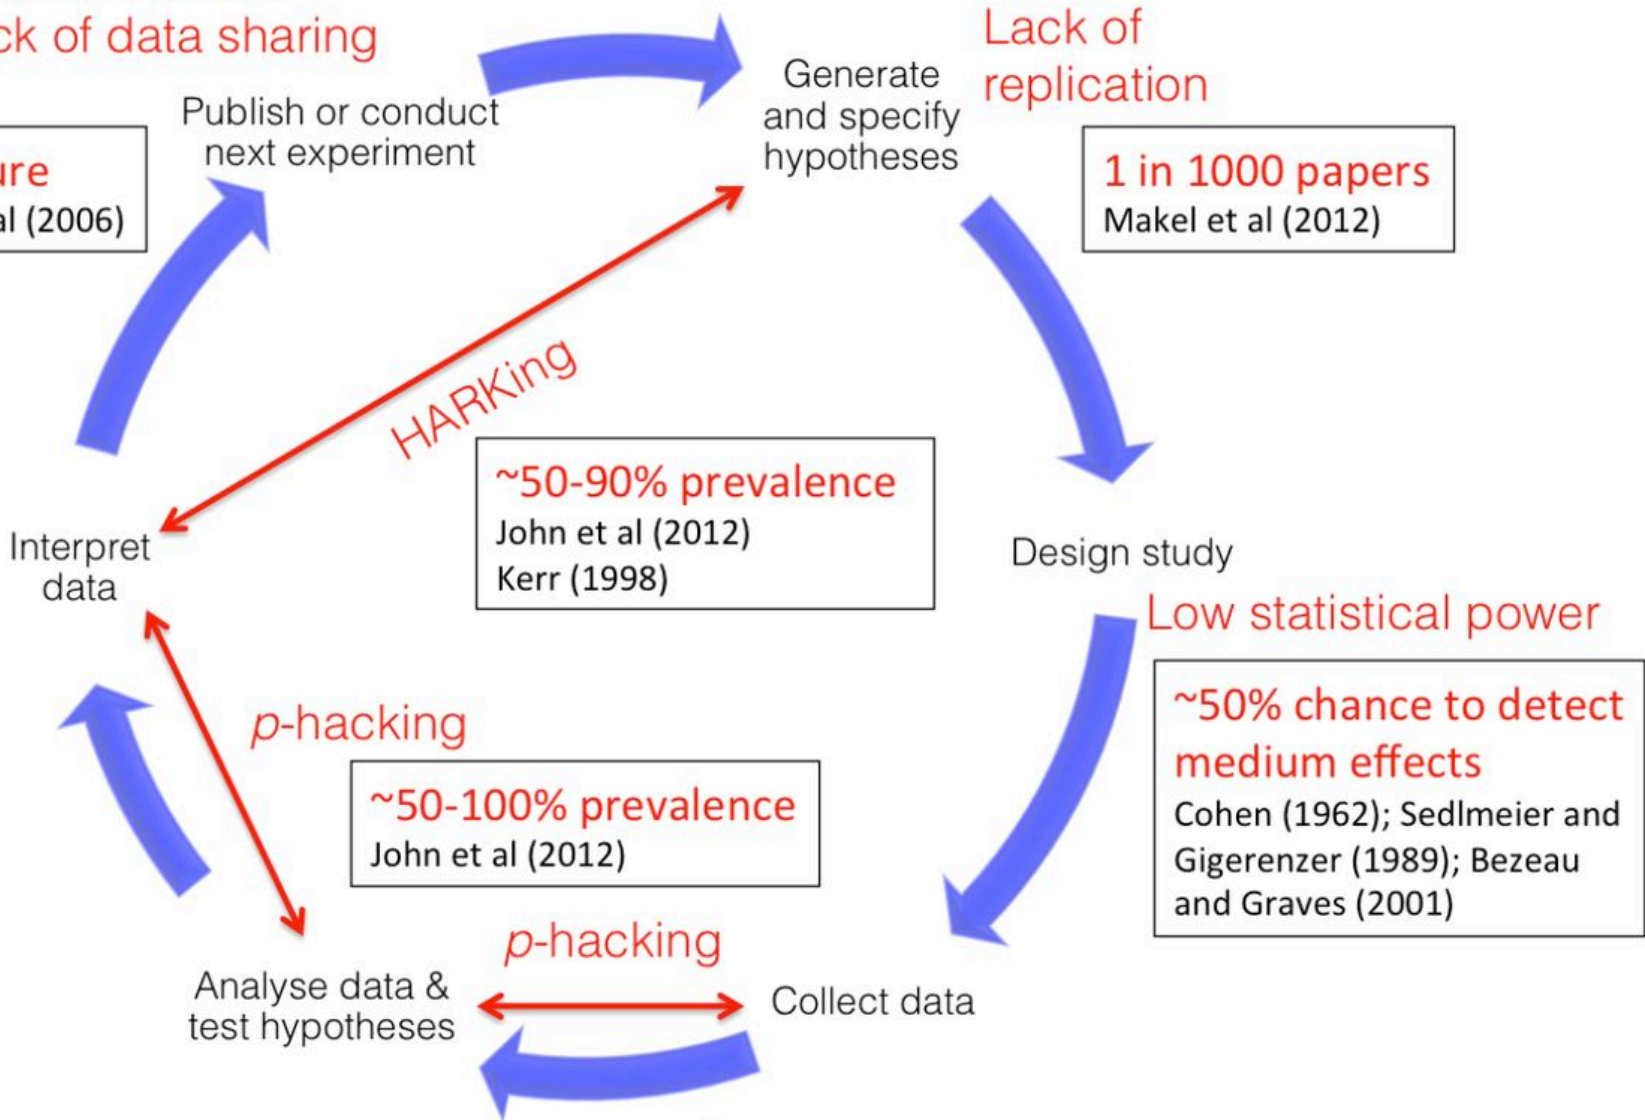 ck of data sharing
Publish or conduct
next experiment
ure
al (2006)
Generate
and specify
hypotheses
Lack of
replication
1 in 1000 papers
Makel et al (2012)
HARKing
~50-90% prevalence
John et al (2012)
Kerr (1998)
Interpret
data
Design study
Low statistical power
~50% chance to detect
medium effects
Cohen (1962); Sedlmeier and
Gigerenzer (1989); Bezeau
and Graves (2001)
p-hacking
~50-100% prevalence
John et al (2012)
p-hacking
Analyse data &
test hypotheses
Collect data